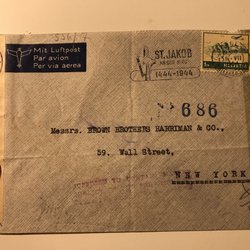 Mit Luftpost
Par avion
Per via aerea
ST. JAKOB
1444-1944
HELVETIA
686
Messrs. BROWN BROTHERS HARRIMAN & CO.,
59. Wall Street,
NEW YORK